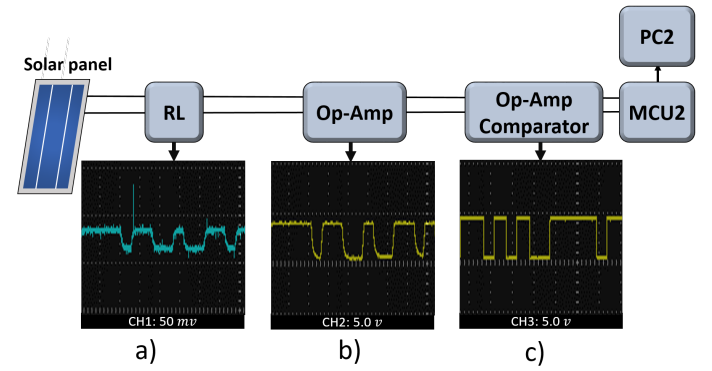 PC2
Solar panel
RL
Op-Amp
Op-Amp
Comparator
MCU2
CH1: 50 mv
CH2: 5.0 v
CH3: 5.0 v
a)
b)
c)